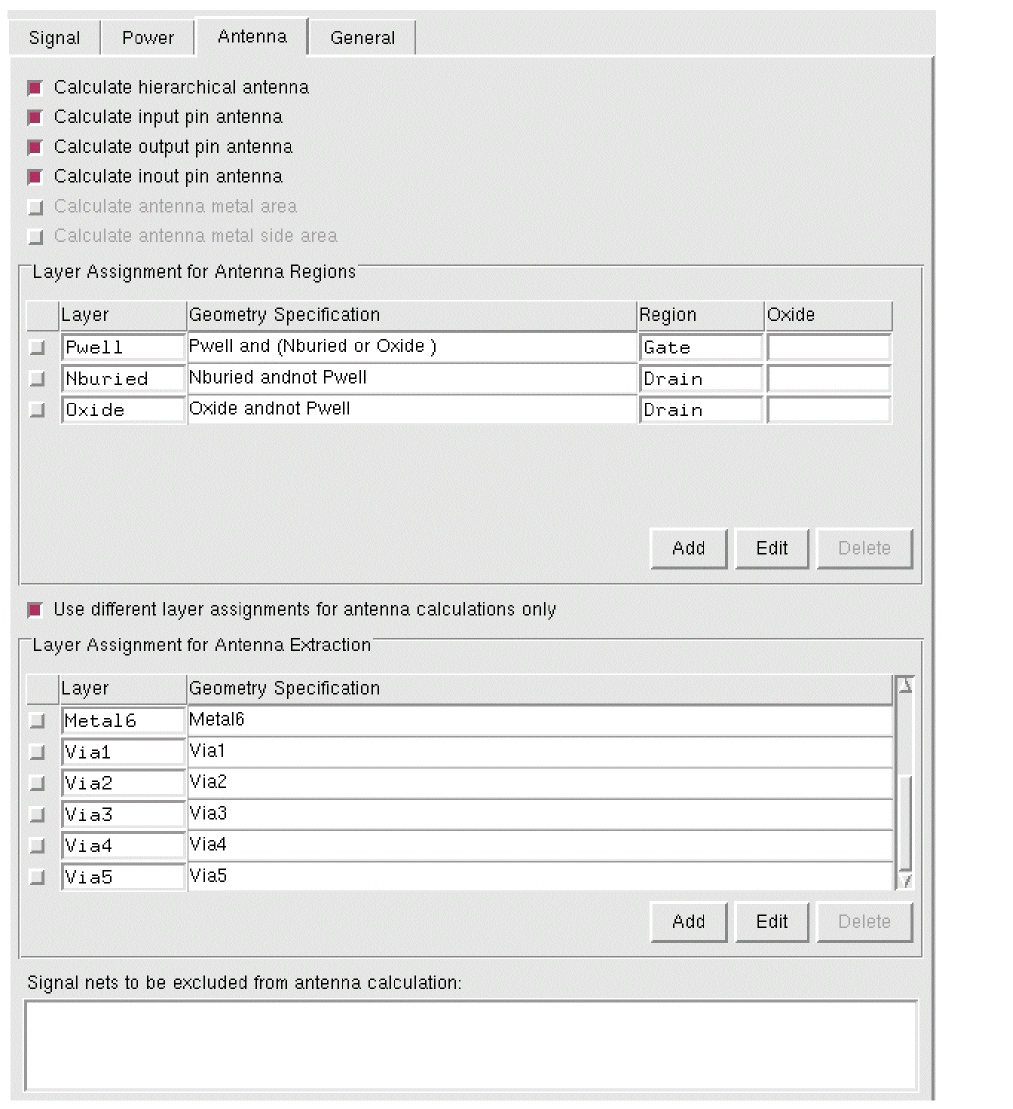 Signal Power Antenna General
Calculate hierarchical antenna
Calculate input pin antenna
Calculate output pin antenna
Calculate inout pin antenna
Calculate antenna metal area
Calculate antenna metal side area
Layer Assignment for Antenna Regions
Layer Geometry Specification Region Oxide
Pwell Pwell and (Nburied or Oxide ) Gate
Nburied Nburied andnot Pwell Drain
Oxide Oxide andnot Pwell Drain
Add Edit Delete
Use different layer assignments for antenna calculations only
Layer Assignment for Antenna Extraction
Layer Geometry Specification
Metal6 Metal6
Via1 Via1
Via2 Via2
Via3 Via3
Via4 Via4
Via5 Via5
Add Edit Delete
Signal nets to be excluded from antenna calculation: